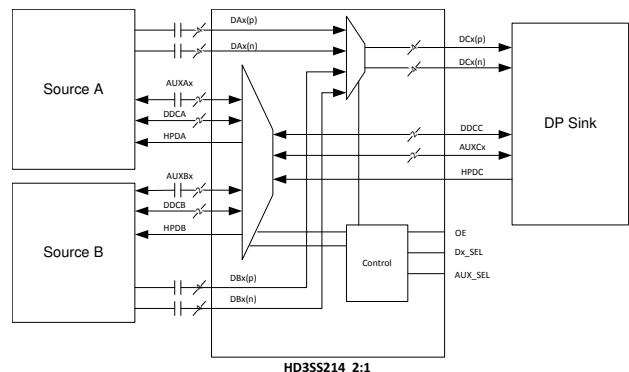 Source A
DAx(p)
DAx(n)
AUXAx
DDCA
HPDA
Source B
AUXBx
DDCB
HPDB
DBx(p)
DBx(n)
DCx(p)
DCx(n)
DDCC
AUXCx
HPDC
DP Sink
Control
OE
Dx_SEL
AUX_SEL
HD3SS214 2:1